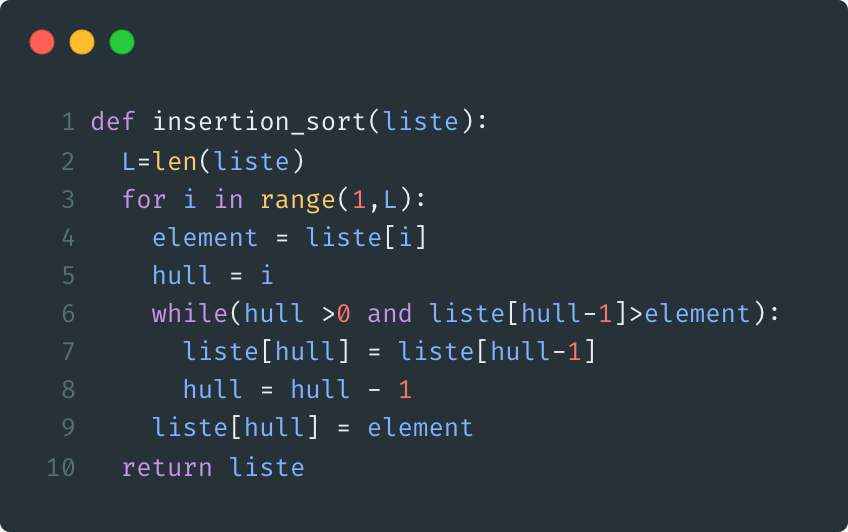 1 def insertion_sort(liste):
2   L=len(liste)
3   for i in range(1,L):
4     element = liste[i]
5     hull = i
6     while(hull >0 and liste[hull-1]>element):
7       liste[hull] = liste[hull-1]
8       hull = hull - 1
9     liste[hull] = element
10   return liste